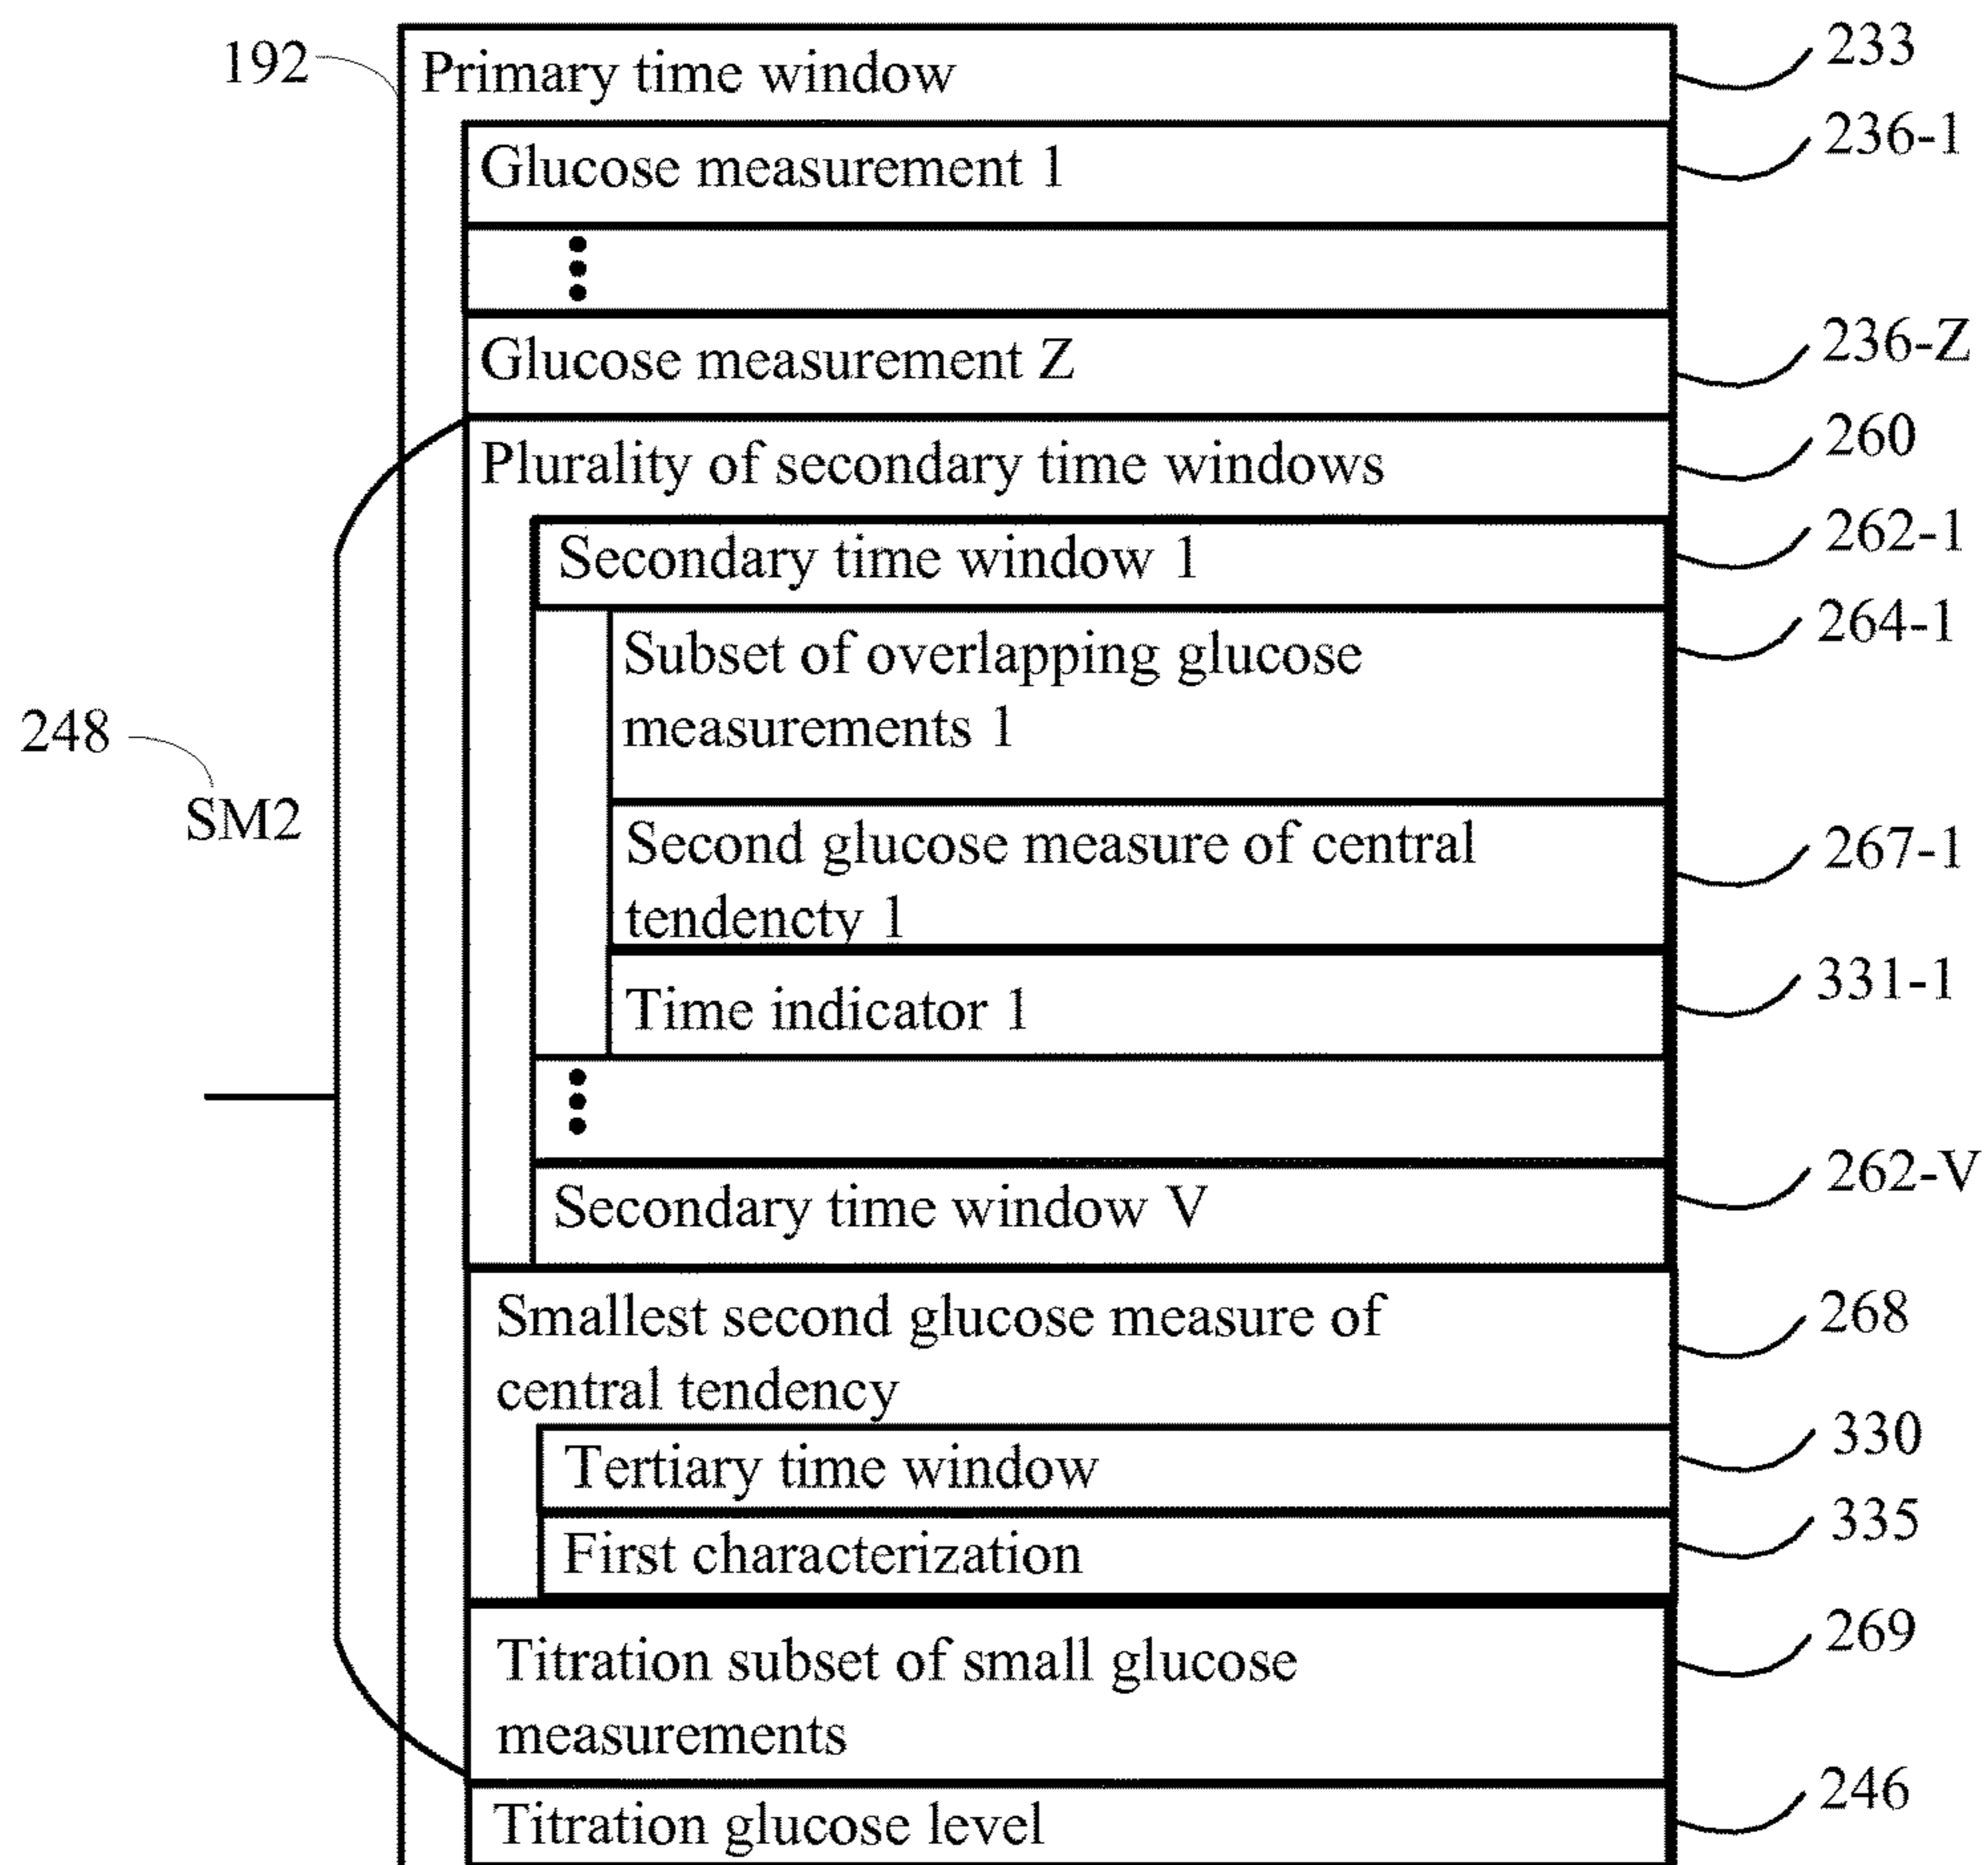 192
Primary time window
233
Glucose measurement 1
236-1
Glucose measurement Z
236-Z
Plurality of secondary time windows
260
Secondary time window 1
262-1
Subset of overlapping glucose
measurements 1
264-1
248
SM2
Second glucose measure of central
tendencty 1
267-1
Time indicator 1
331-1
Secondary time window V
262-V
Smallest second glucose measure of
central tendency
268
Tertiary time window
330
First characterization
335
Titration subset of small glucose
measurements
269
Titration glucose level
246